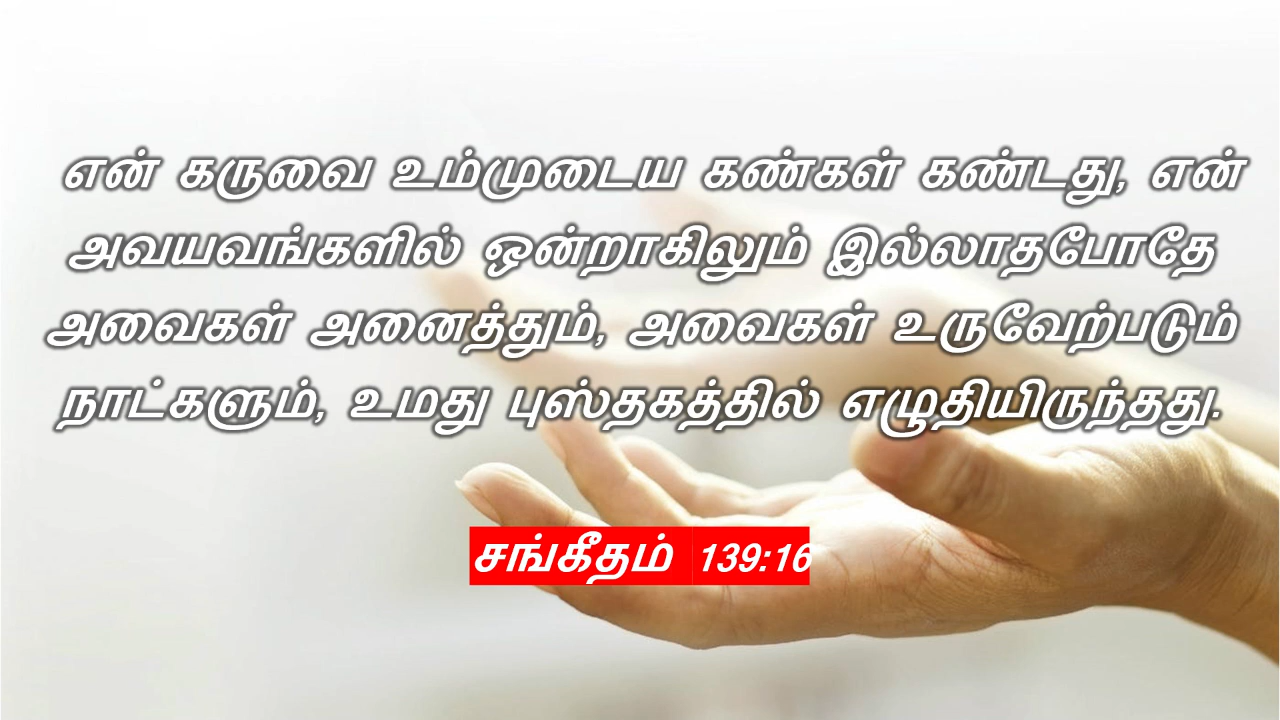 என் கருவை உம்முடைய கண்கள் கண்டது, என்
அவயவங்களில் ஒன்றாகிலும் இல்லாதபோதே
அவைகள் அனைத்தும், அவைகள் உருவேற்படும்
நாட்களும், உமது புஸ்தகத்தில் எழுதியிருந்தது.
சங்கீதம் 139:16